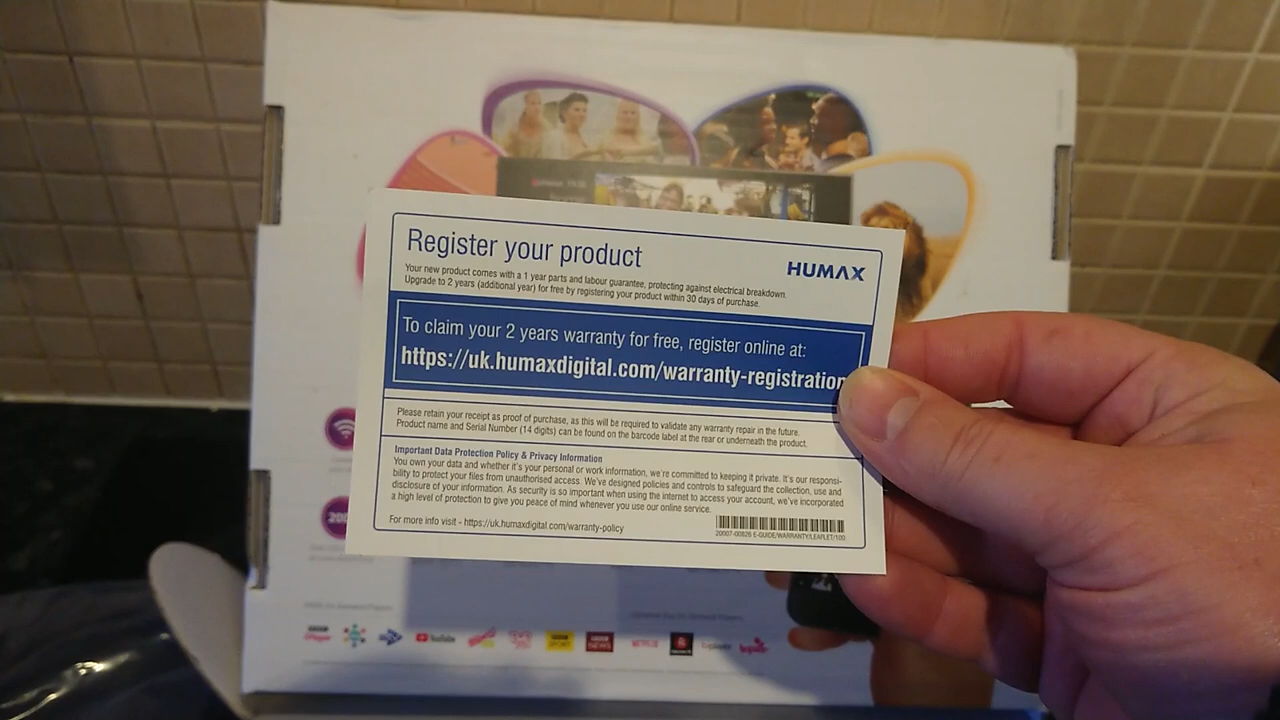 Register your product
HUMAX
Your new product comes with a 1 year parts and labour guarantee, protecting against electrical breakdown.
Upgrade to 2 years (additional year) for free by registering your product within 30 days of purchase.
To claim your 2 years warranty for free, register online at:
https://uk.humaxdigital.com/warranty-registration
Please retain your receipt as proof of purchase, as this will be required to validate any warranty repair in the future.
Product name and Serial Number (14 digits) can be found on the barcode label at the rear or underneath the product.
Important Data Protection Policy & Privacy Information
You own your data and whether it's your personal or work information, we're committed to keeping it private. It's our responsi-
bility to protect your files from unauthorised access. We've designed policies and controls to safeguard the collection, use and
disclosure of your information. As security is so important when using the internet to access your account, we've incorporated
a high level of protection to give you peace of mind whenever you use our online service.
For more info visit - https://uk.humaxdigital.com/warranty-policy
20007-00826 E-GUIDE/WARRANTY/LEAFLET/100
200
iPlayer
YouTube
BBC
SPORT
BBC
NEWS
NETFLIX